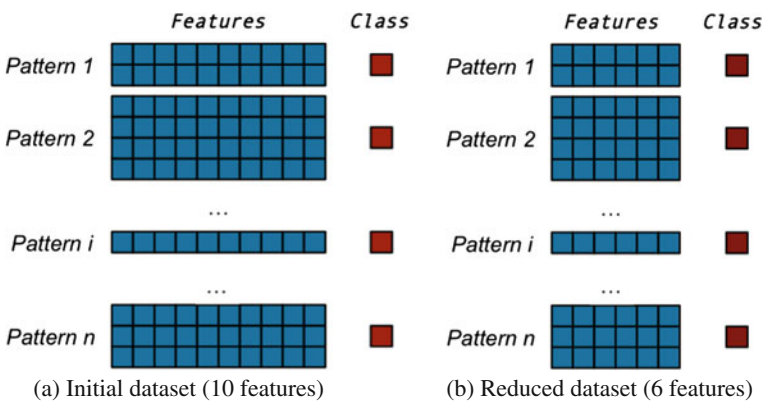 Features Class Features Class
Pattern 1 Pattern 1
Pattern 2 Pattern 2
... ...
Pattern i Pattern i
... ...
Pattern n Pattern n
(a) Initial dataset (10 features) (b) Reduced dataset (6 features)